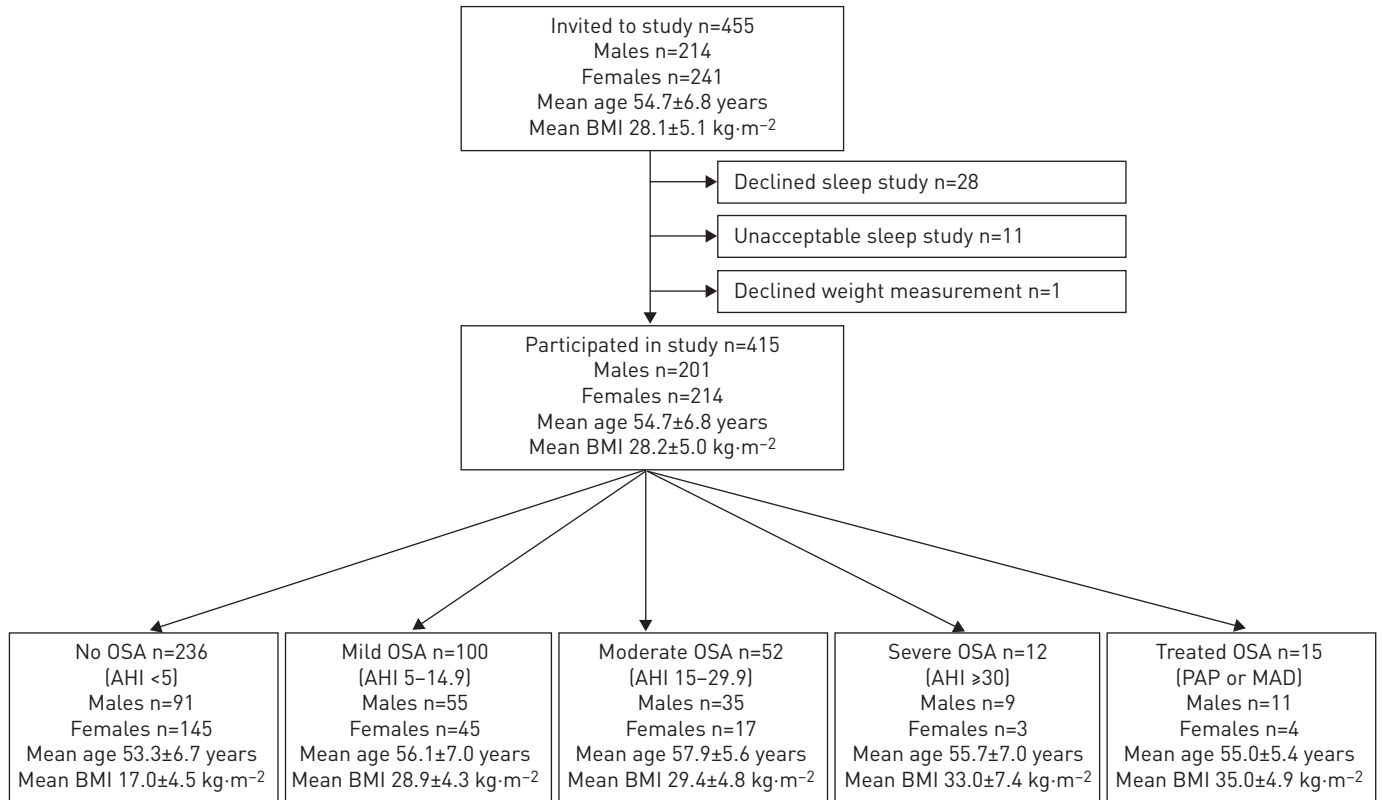 Invited to study n=455
Males n=214
Females n=241
Mean age 54.7±6.8 years
Mean BMI 28.1±5.1 kg·m⁻²
Declined sleep study n=28
Unacceptable sleep study n=11
Declined weight measurement n=1
Participated in study n=415
Males n=201
Females n=214
Mean age 54.7±6.8 years
Mean BMI 28.2±5.0 kg·m⁻²
No OSA n=236
(AHI <5)
Males n=91
Females n=145
Mean age 53.3±6.7 years
Mean BMI 17.0±4.5 kg·m⁻²
Mild OSA n=100
(AHI 5–14.9)
Males n=55
Females n=45
Mean age 56.1±7.0 years
Mean BMI 28.9±4.3 kg·m⁻²
Moderate OSA n=52
(AHI 15–29.9)
Males n=35
Females n=17
Mean age 57.9±5.6 years
Mean BMI 29.4±4.8 kg·m⁻²
Severe OSA n=12
(AHI ≥30)
Males n=9
Females n=3
Mean age 55.7±7.0 years
Mean BMI 33.0±7.4 kg·m⁻²
Treated OSA n=15
(PAP or MAD)
Males n=11
Females n=4
Mean age 55.0±5.4 years
Mean BMI 35.0±4.9 kg·m⁻²